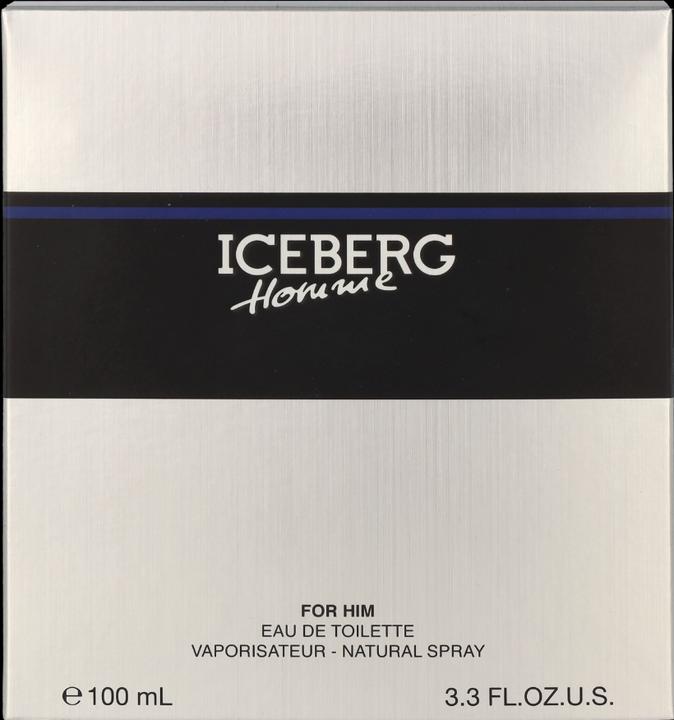 ICEBERG
Homme
FOR HIM
EAU DE TOILETTE
VAPORISATEUR - NATURAL SPRAY
℮ 100 mL
3.3 FL.OZ.U.S.